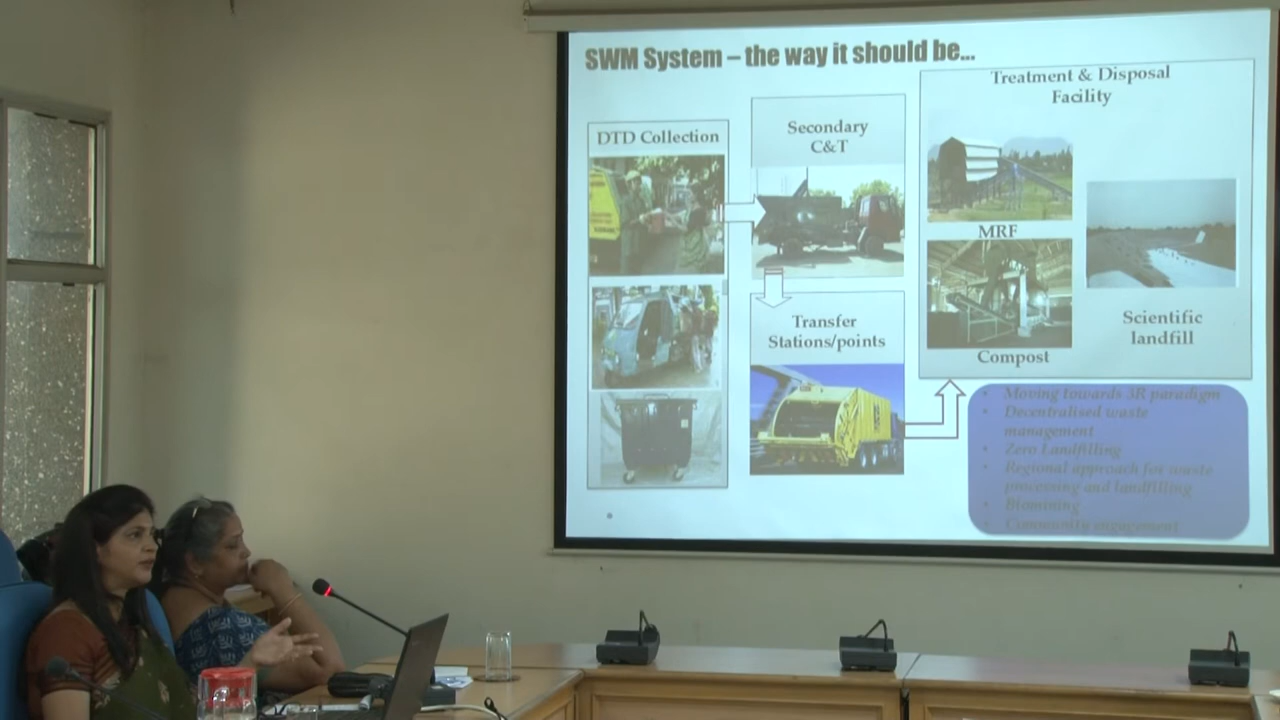 SWM System – the way it should be...
DTD Collection
Secondary
C&T
Transfer
Stations/points
Treatment & Disposal
Facility
MRF
Compost
Scientific
landfill
• Moving towards 3R paradigm
• Decentralised waste
management
• Zero Landfilling
• Regional approach for waste
processing and landfilling
• Biomining
• Community engagement